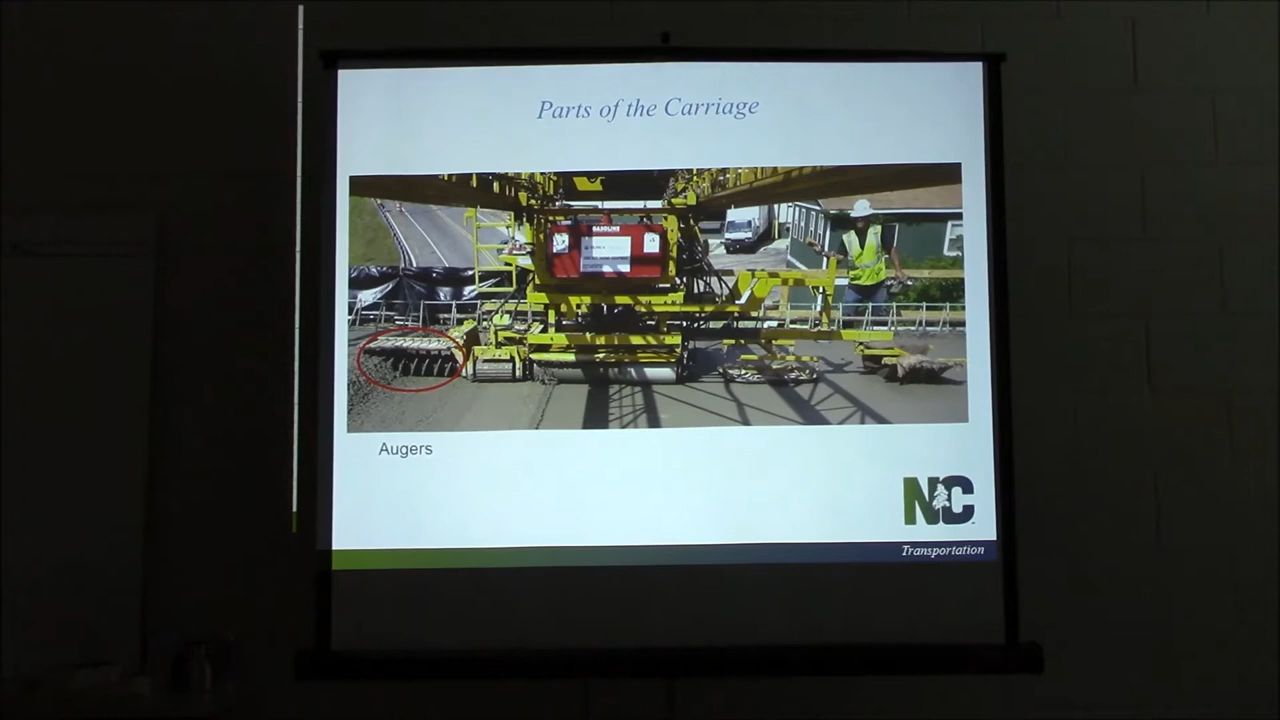 Parts of the Carriage
GASOLINE
Augers
NC
Transportation